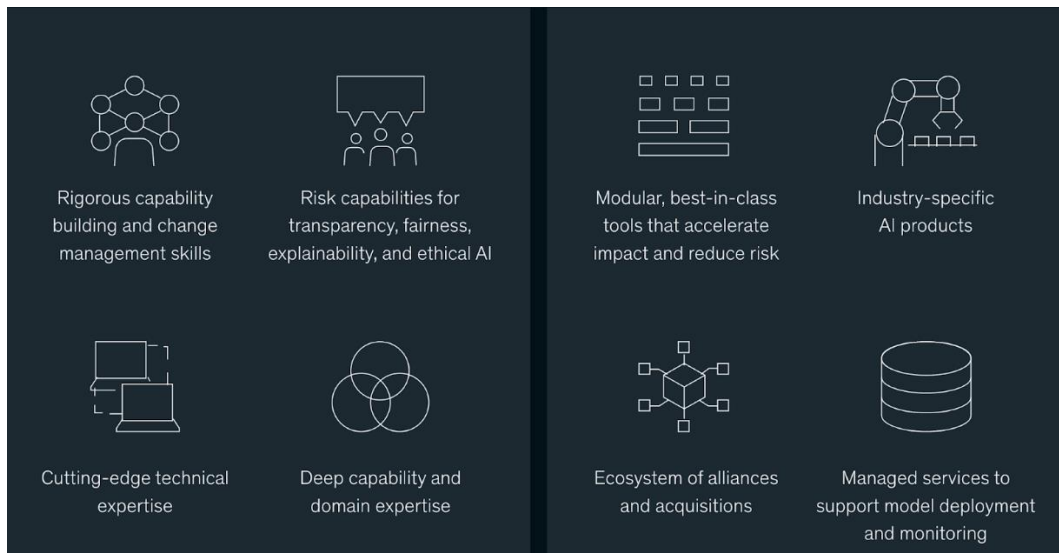 Rigorous capability
building and change
management skills
Risk capabilities for
transparency, fairness,
explainability, and ethical AI
Modular, best-in-class
tools that accelerate
impact and reduce risk
Industry-specific
AI products
Cutting-edge technical
expertise
Deep capability and
domain expertise
Ecosystem of alliances
and acquisitions
Managed services to
support model deployment
and monitoring